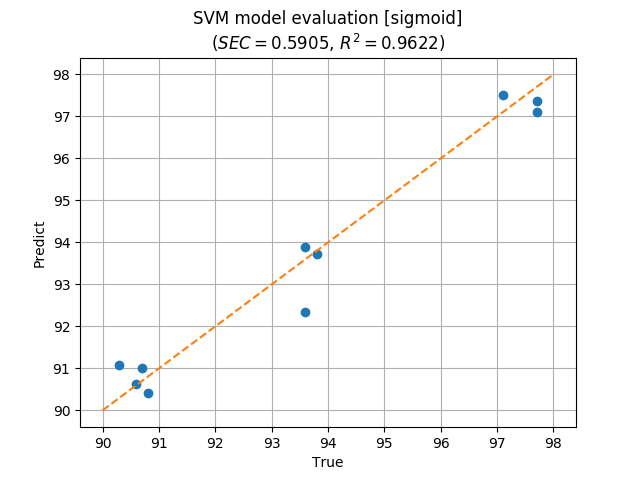 SVM model evaluation [sigmoid]
(SEC = 0.5905, R² = 0.9622)
98
97
96
95
94
93
92
91
90
Predict
90 91 92 93 94 95 96 97 98
True